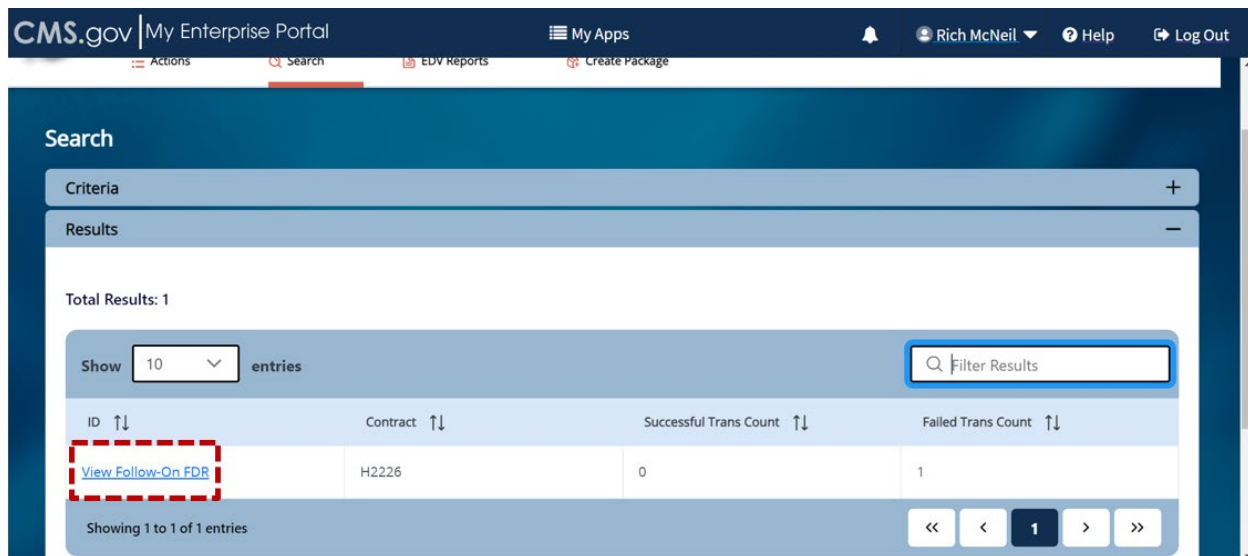 CMS.gov My Enterprise Portal My Apps Rich McNeil Help Log Out
Actions Search EDV Reports Create Package
Search
Criteria
Results
Total Results: 1
Show 10 entries Filter Results
ID Contract Successful Trans Count Failed Trans Count
View Follow-On FDR H2226 0 1
Showing 1 to 1 of 1 entries « ‹ 1 › »